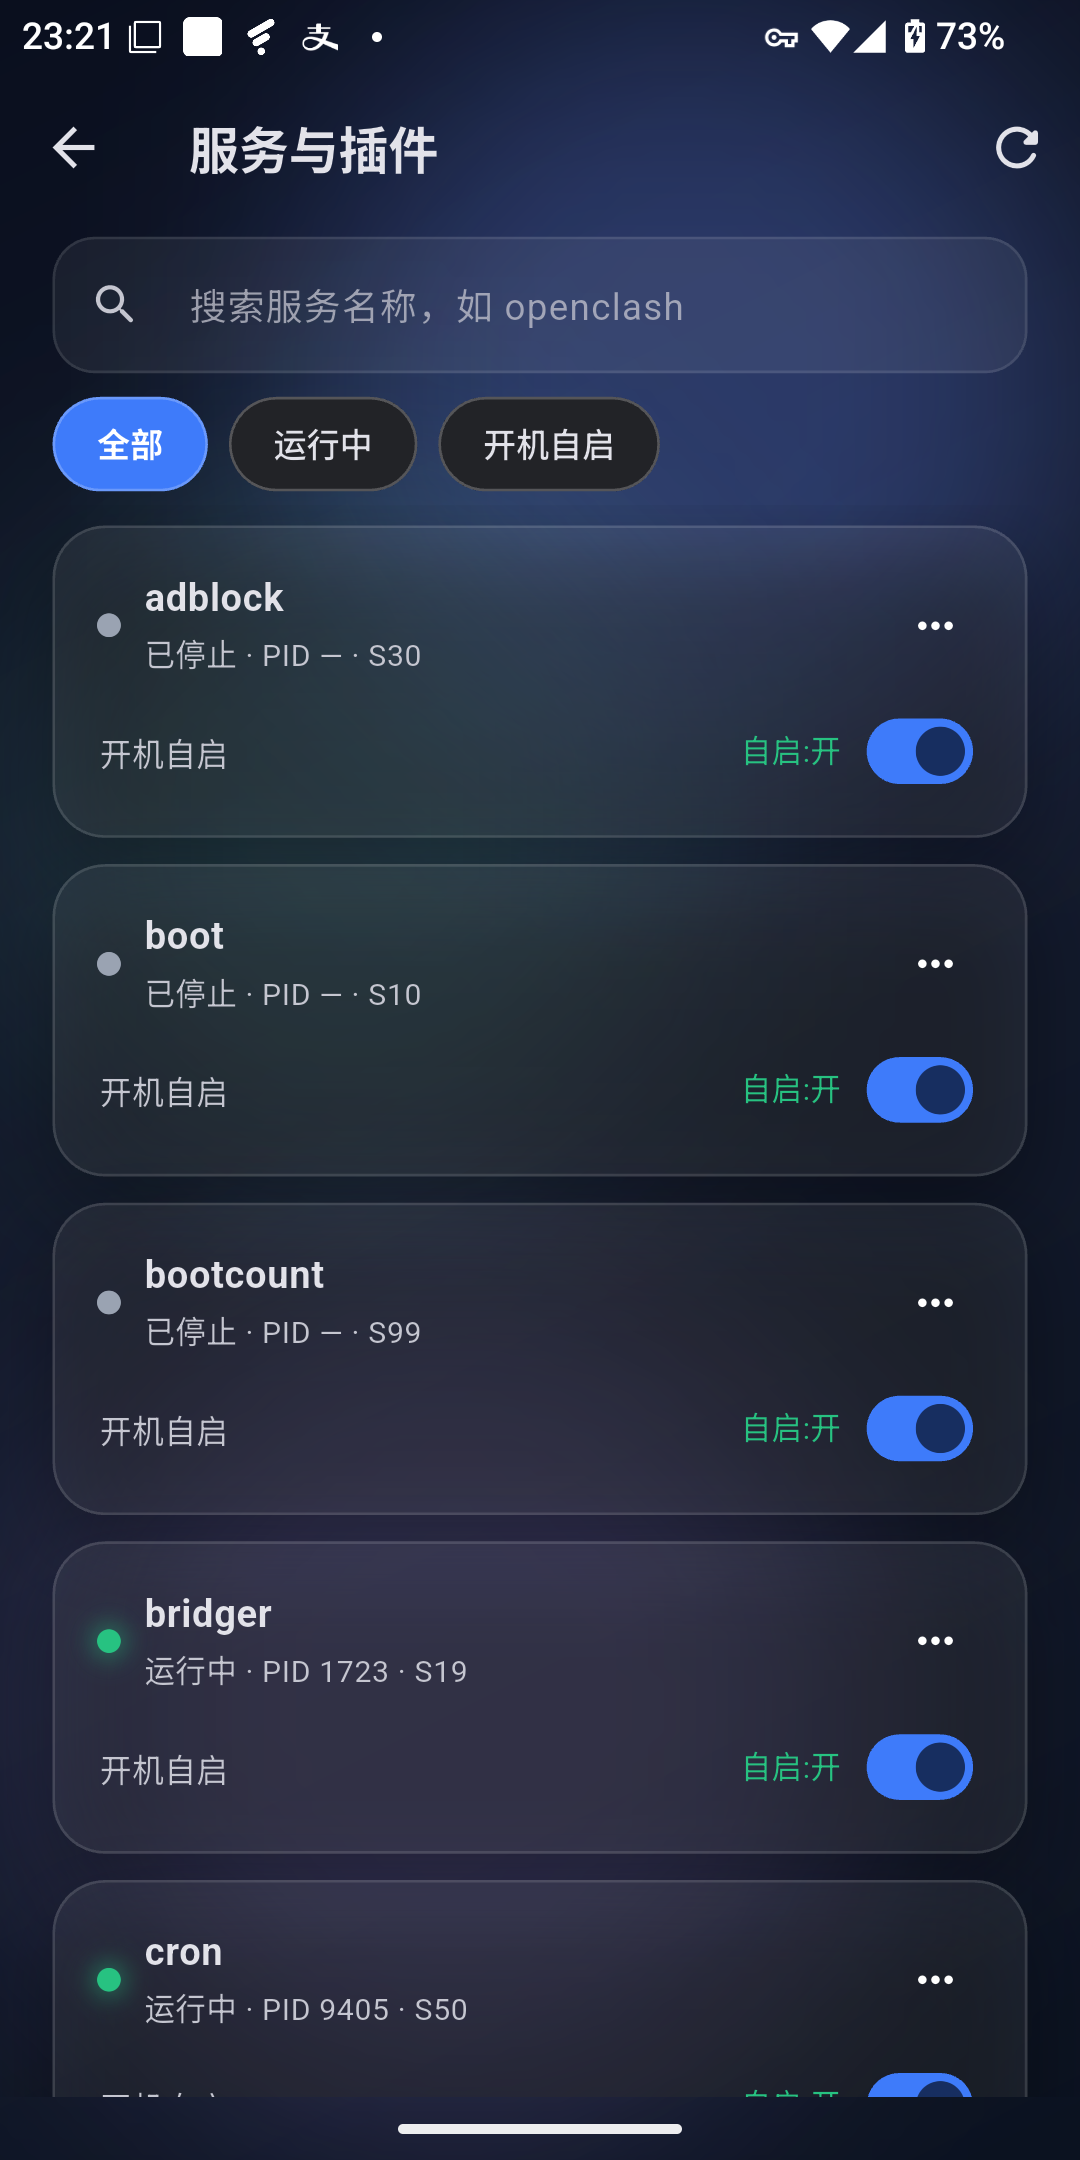 23:21
73%
服务与插件
搜索服务名称，如 openclash
全部 运行中 开机自启
adblock
已停止 · PID — · S30
开机自启 自启:开
boot
已停止 · PID — · S10
开机自启 自启:开
bootcount
已停止 · PID — · S99
开机自启 自启:开
bridger
运行中 · PID 1723 · S19
开机自启 自启:开
cron
运行中 · PID 9405 · S50